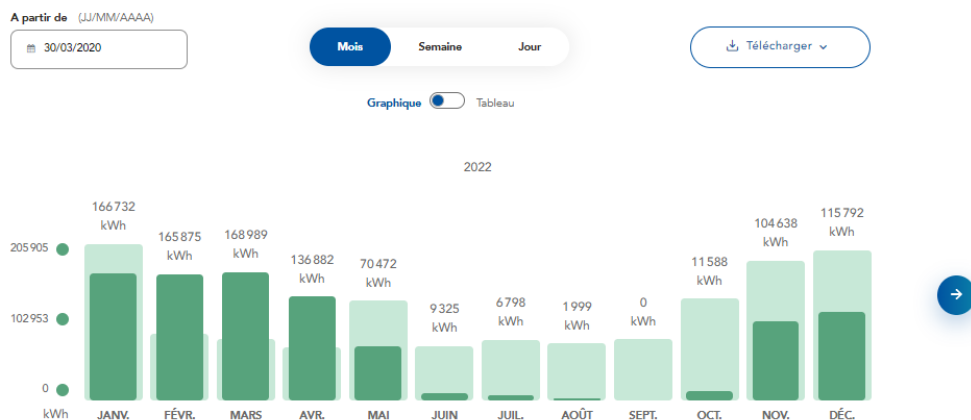 A partir de (JJ/MM/AAAA)
30/03/2020
Mois Semaine Jour
Télécharger
Graphique Tableau
2022
166 732 kWh
165 875 kWh
168 989 kWh
136 882 kWh
70 472 kWh
9 325 kWh
6 798 kWh
1 999 kWh
0 kWh
11 588 kWh
104 638 kWh
115 792 kWh
205 905
102 953
0
kWh
JANV. FÉVR. MARS AVR. MAI JUIN JUIL. AOÛT SEPT. OCT. NOV. DÉC.